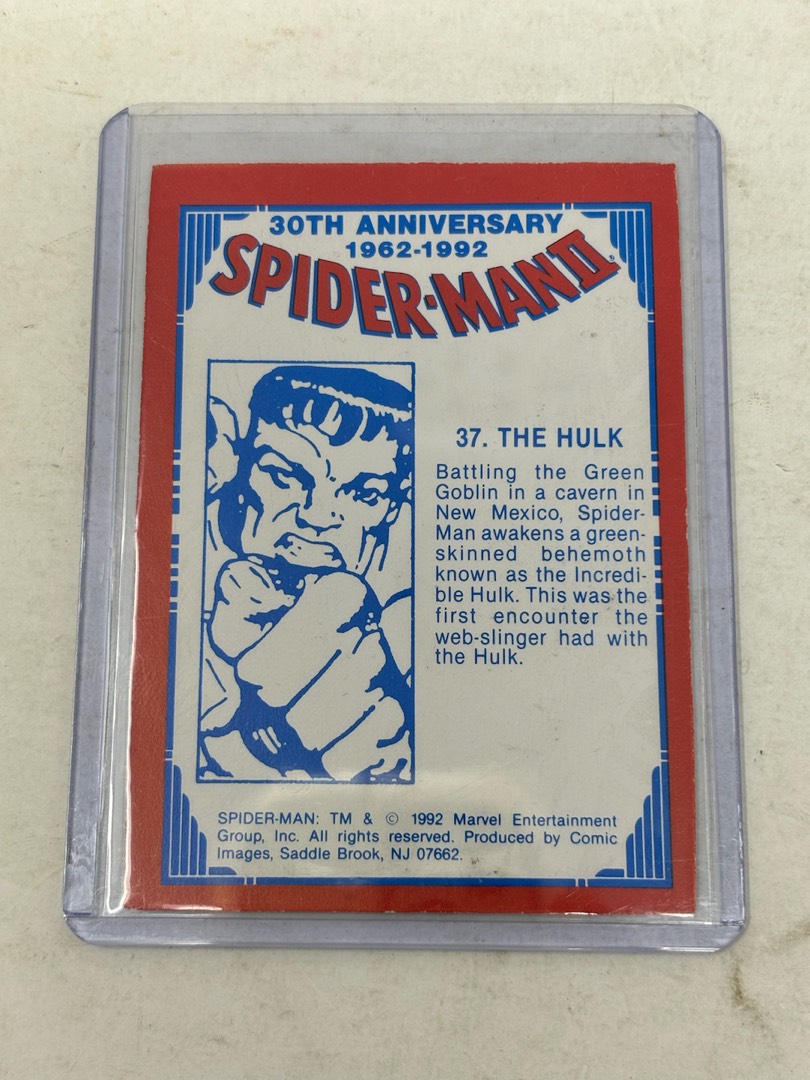 30TH ANNIVERSARY
1962-1992
SPIDER-MAN II®
37. THE HULK
Battling the Green
Goblin in a cavern in
New Mexico, Spider-
Man awakens a green-
skinned behemoth
known as the Incredi-
ble Hulk. This was the
first encounter the
web-slinger had with
the Hulk.
SPIDER-MAN: TM & © 1992 Marvel Entertainment
Group, Inc. All rights reserved. Produced by Comic
Images, Saddle Brook, NJ 07662.